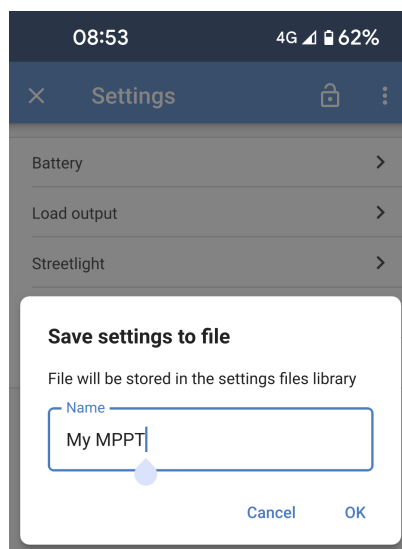 08:53 4G 62%
Settings
Battery
Load output
Streetlight
Save settings to file
File will be stored in the settings files library
Name
My MPPT
Cancel OK